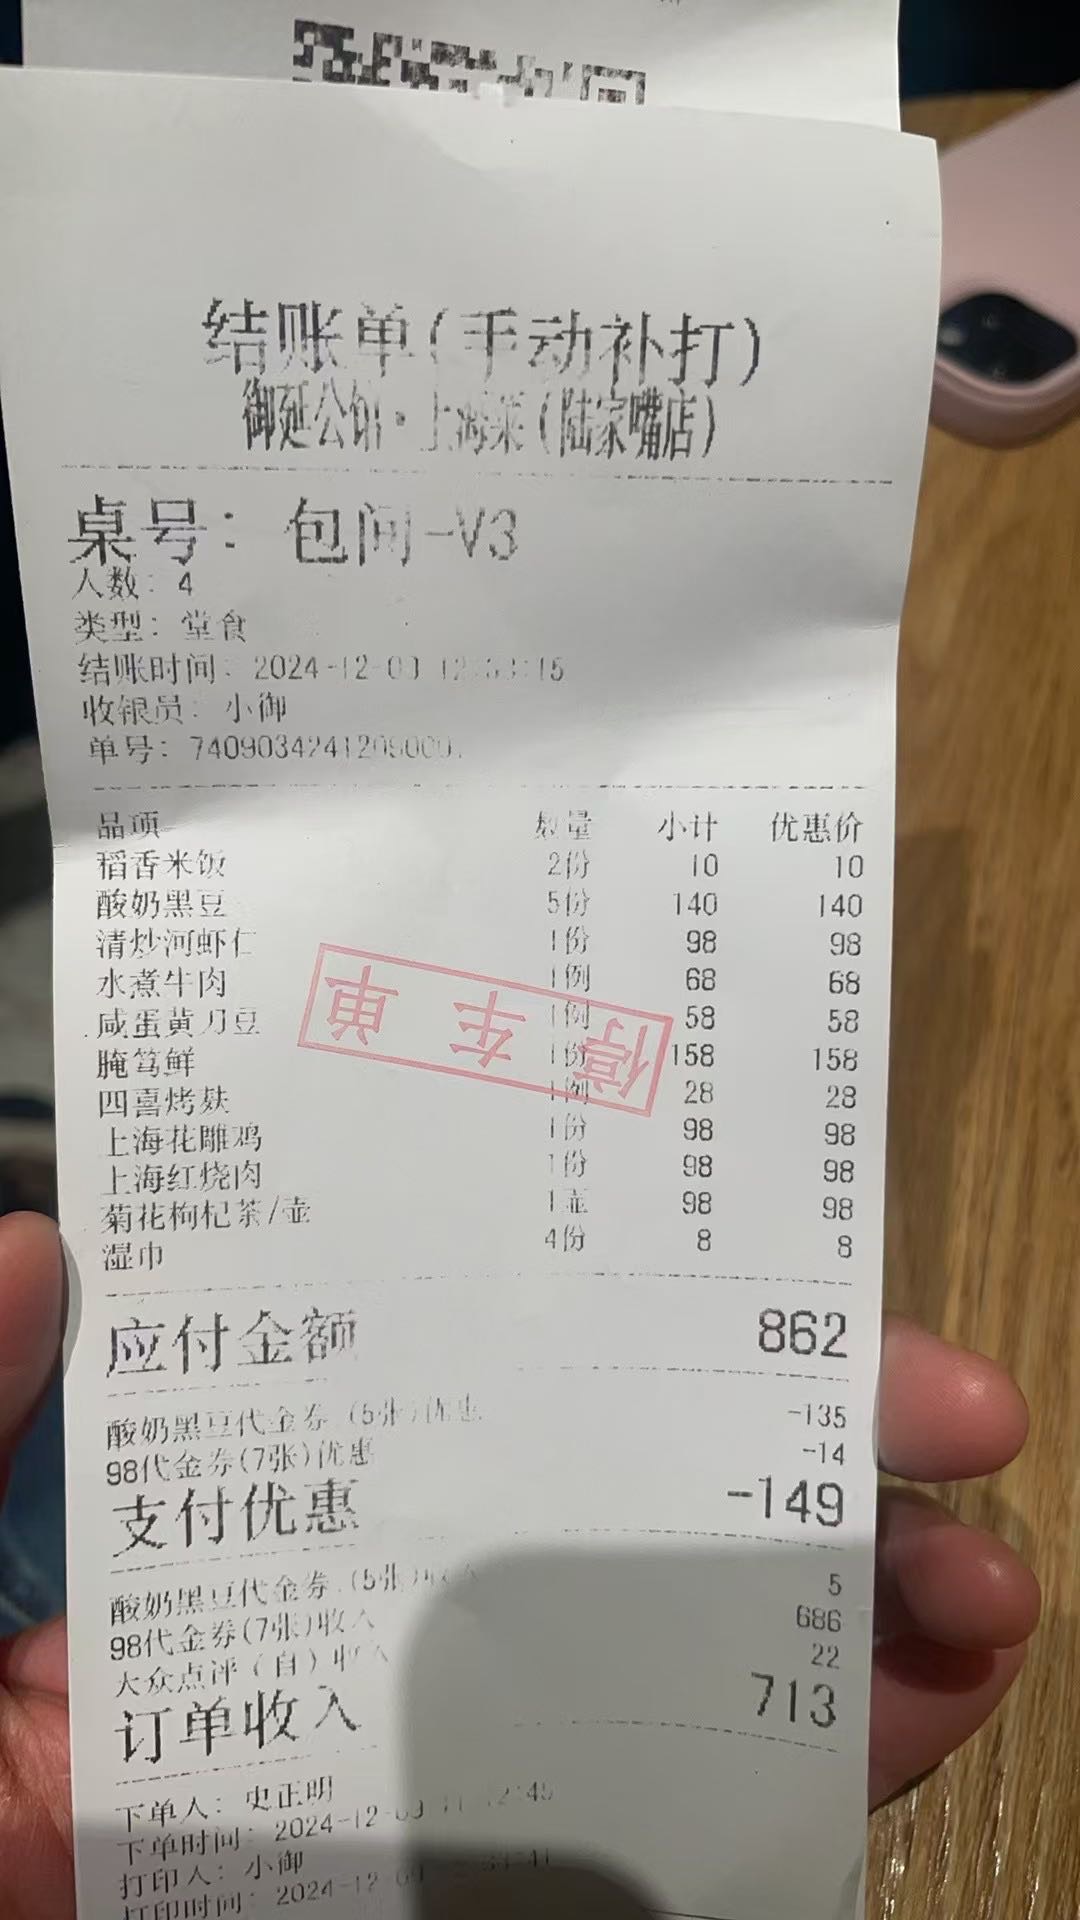 结账单(手动补打)
御延公馆·上海菜(陆家嘴店)
桌号: 包间-V3
人数: 4
类型: 堂食
结账时间: 2024-12-09
收银员: 小御
单号:
品项 数量 小计 优惠价
稻香米饭 2份 10 10
酸奶黑豆 5份 140 140
清炒河虾仁 1份 98 98
水煮牛肉 1例 68 68
咸蛋黄刀豆 1例 58 58
腌笃鲜 1份 158 158
四喜烤麸 1例 28 28
上海花雕鸡 1份 98 98
上海红烧肉 1份 98 98
菊花枸杞茶/壶 1壶 98 98
湿巾 4份 8 8
停车单
应付金额 862
酸奶黑豆代金券(5张)优惠 -135
98代金券(7张)优惠 -14
支付优惠 -149
酸奶黑豆代金券(5张)收入 5
98代金券(7张)收入 686
大众点评(自)收入 22
订单收入 713
下单人: 史正明
下单时间: 2024-12-09
打印人: 小御
打印时间: 2024-12-09